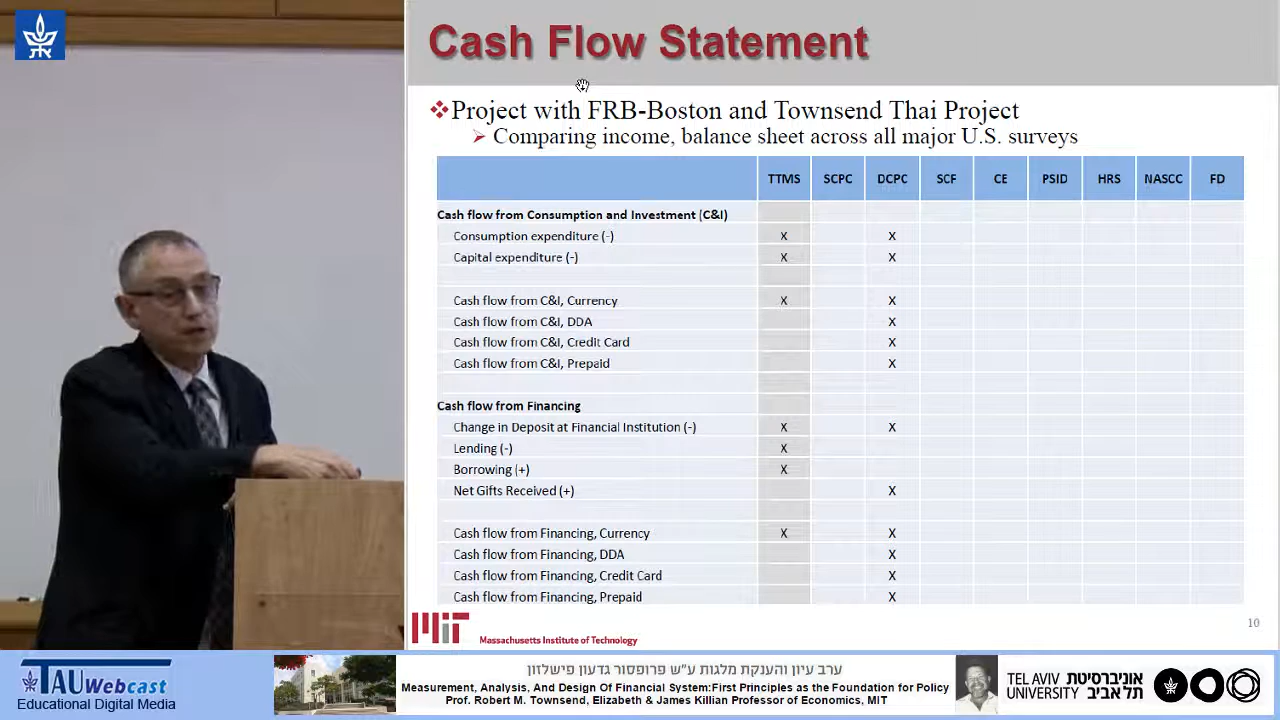 Cash Flow Statement
Project with FRB-Boston and Townsend Thai Project
Comparing income, balance sheet across all major U.S. surveys
TTMS SCPC DCPC SCF CE PSID HRS NASCC FD
Cash flow from Consumption and Investment (C&I)
Consumption expenditure (-) X X
Capital expenditure (-) X X
Cash flow from C&I, Currency X X
Cash flow from C&I, DDA X
Cash flow from C&I, Credit Card X
Cash flow from C&I, Prepaid X
Cash flow from Financing
Change in Deposit at Financial Institution (-) X X
Lending (-) X
Borrowing (+) X
Net Gifts Received (+) X
Cash flow from Financing, Currency X X
Cash flow from Financing, DDA X
Cash flow from Financing, Credit Card X
Cash flow from Financing, Prepaid X
10
MIT Massachusetts Institute of Technology
TAU Webcast
Educational Digital Media
ערב עיון והענקת מלגות ע"ש פרופסור גדעון פישלזון
Measurement, Analysis, And Design Of Financial System:First Principles as the Foundation for Policy
Prof. Robert M. Townsend, Elizabeth & James Killian Professor of Economics, MIT
TEL AVIV אוניברסיטת
UNIVERSITY תל אביב